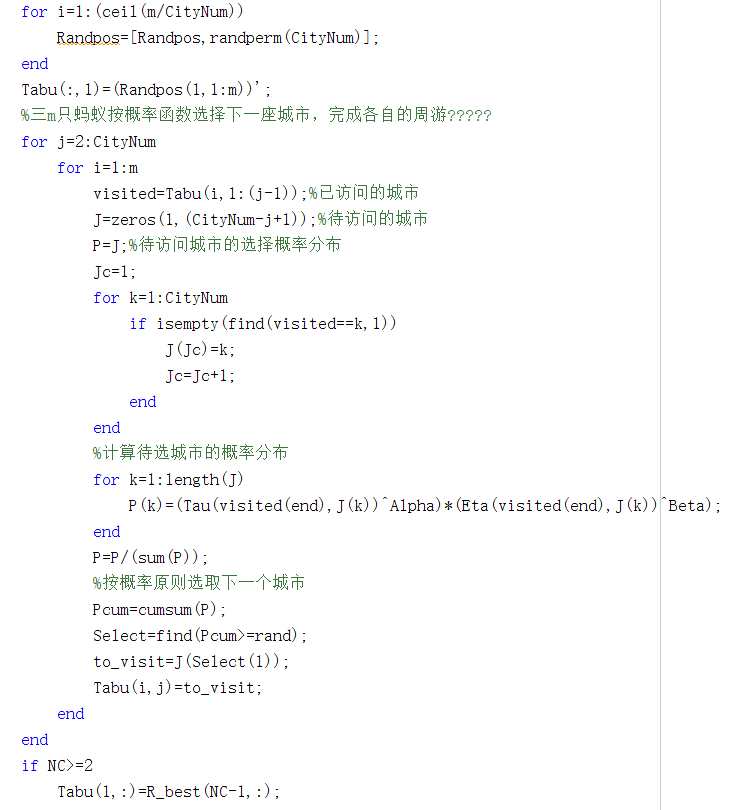 for i=1:(ceil(m/CityNum))
Randpos=[Randpos,randperm(CityNum)];
end
Tabu(:,1)=(Randpos(1,1:m))';
%三m只蚂蚁按概率函数选择下一座城市，完成各自的周游?????
for j=2:CityNum
for i=1:m
visited=Tabu(i,1:(j-1));%已访问的城市
J=zeros(1,(CityNum-j+1));%待访问的城市
P=J;%待访问城市的选择概率分布
Jc=1;
for k=1:CityNum
if isempty(find(visited==k,1))
J(Jc)=k;
Jc=Jc+1;
end
end
%计算待选城市的概率分布
for k=1:length(J)
P(k)=(Tau(visited(end),J(k))^Alpha)*(Eta(visited(end),J(k))^Beta);
end
P=P/(sum(P));
%按概率原则选取下一个城市
Pcum=cumsum(P);
Select=find(Pcum>=rand);
to_visit=J(Select(1));
Tabu(i,j)=to_visit;
end
end
if NC>=2
Tabu(1,:)=R_best(NC-1,:);